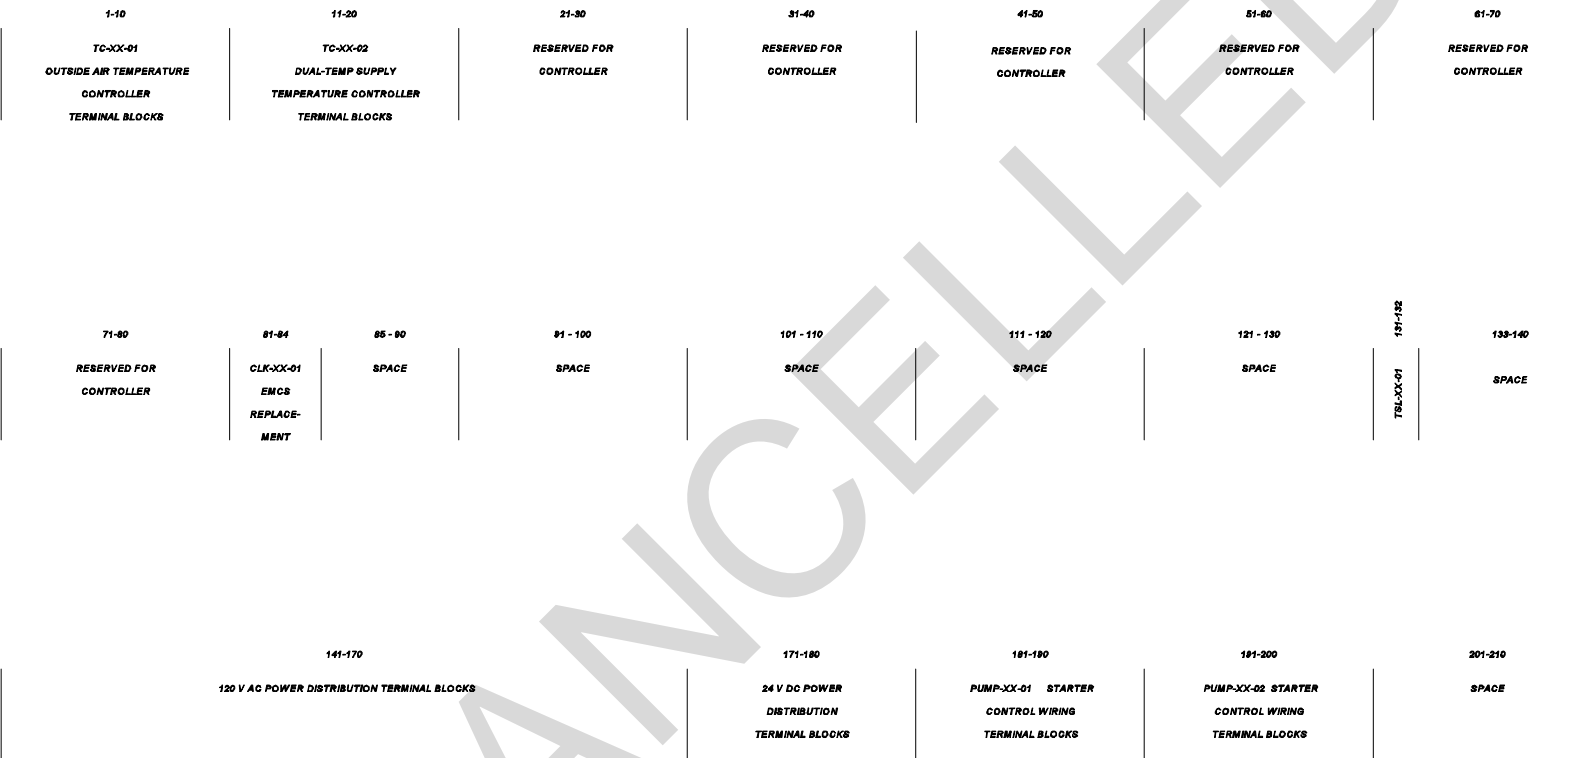 1-10 11-20 21-30 31-40 41-50 51-60 61-70
TC-XX-01 TC-XX-02 RESERVED FOR RESERVED FOR RESERVED FOR RESERVED FOR RESERVED FOR
OUTSIDE AIR TEMPERATURE DUAL-TEMP SUPPLY CONTROLLER CONTROLLER CONTROLLER CONTROLLER CONTROLLER
CONTROLLER TEMPERATURE CONTROLLER
TERMINAL BLOCKS TERMINAL BLOCKS
71-80 81-84 85 - 90 91 - 100 101 - 110 111 - 120 121 - 130 131-132 133-140
RESERVED FOR CLK-XX-01 SPACE SPACE SPACE SPACE SPACE TSL-XX-01 SPACE
CONTROLLER EMCS
REPLACE-
MENT
141-170 171-180 181-190 191-200 201-210
120 V AC POWER DISTRIBUTION TERMINAL BLOCKS 24 V DC POWER PUMP-XX-01 STARTER PUMP-XX-02 STARTER SPACE
DISTRIBUTION CONTROL WIRING CONTROL WIRING
TERMINAL BLOCKS TERMINAL BLOCKS TERMINAL BLOCKS
ANCELLED